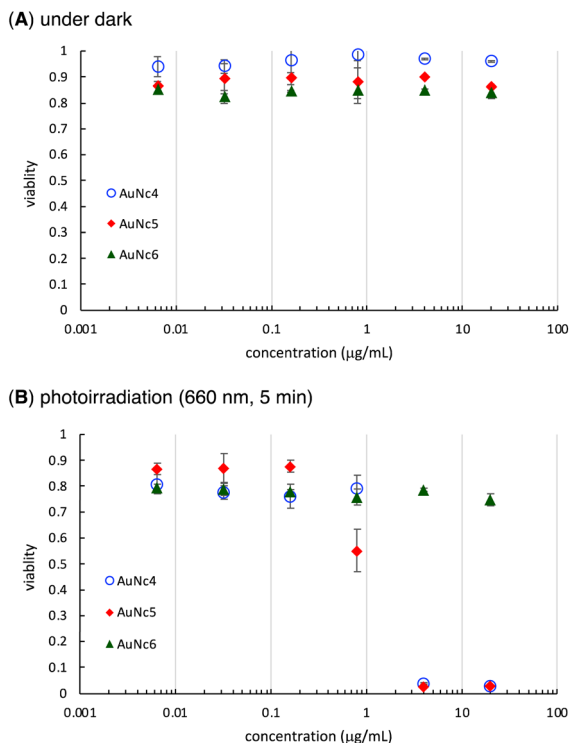 (A) under dark
1
0.9
0.8
0.7
0.6
0.5
0.4
0.3
0.2
0.1
0
viablity
AuNc4
AuNc5
AuNc6
0.001 0.01 0.1 1 10 100
concentration (μg/mL)
(B) photoirradiation (660 nm, 5 min)
1
0.9
0.8
0.7
0.6
0.5
0.4
0.3
0.2
0.1
0
viablity
AuNc4
AuNc5
AuNc6
0.001 0.01 0.1 1 10 100
concentration (μg/mL)